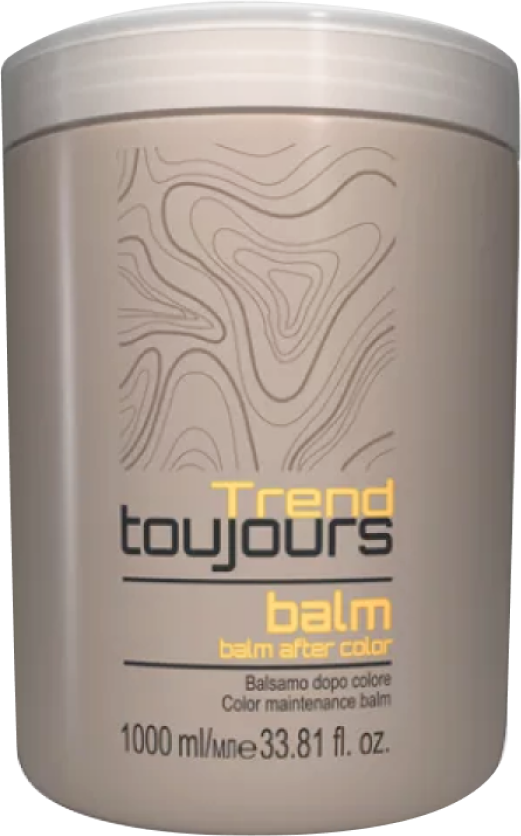 Trend
toujours
balm
balm after color
Balsamo dopo colore
Color maintenance balm
1000 ml/мл℮33.81 fl. oz.